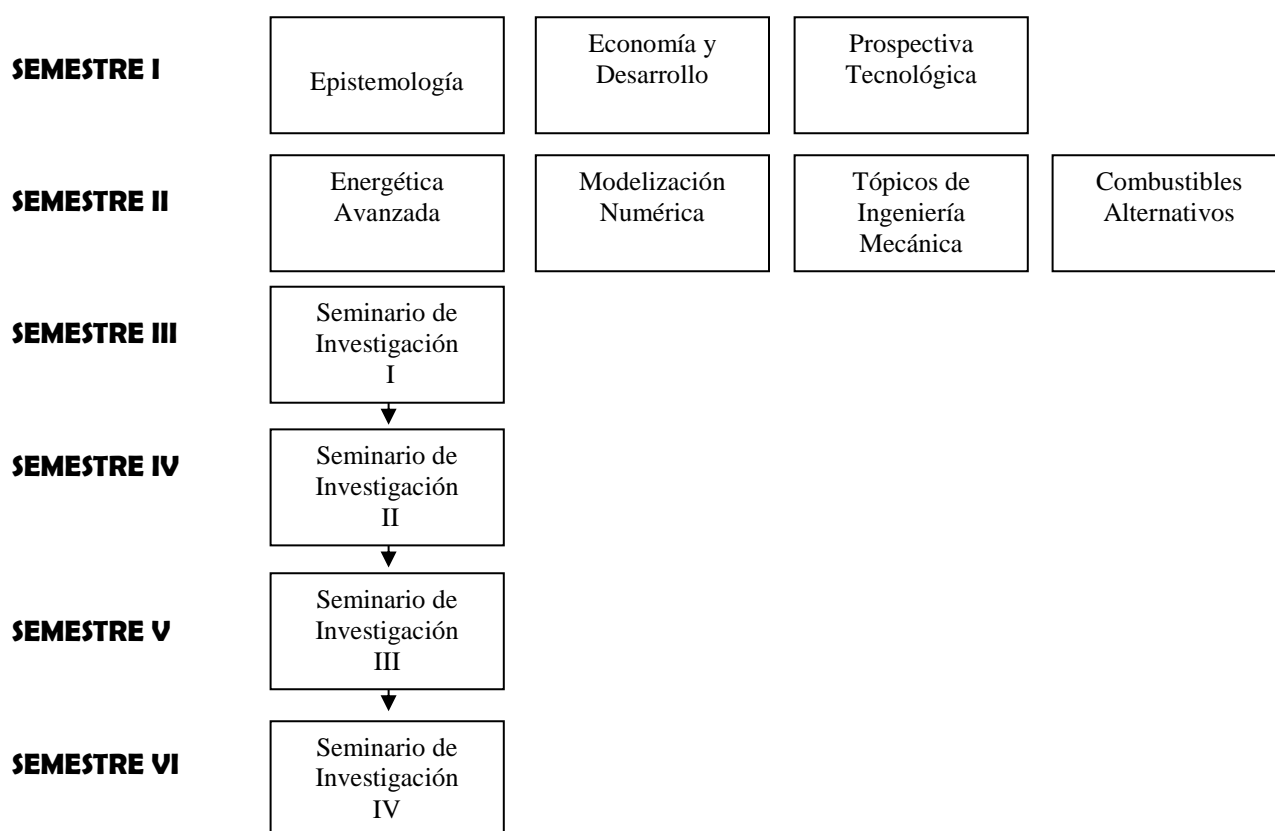 SEMESTRE I
Epistemología
Economía y
Desarrollo
Prospectiva
Tecnológica
SEMESTRE II
Energética
Avanzada
Modelización
Numérica
Tópicos de
Ingeniería
Mecánica
Combustibles
Alternativos
SEMESTRE III
Seminario de
Investigación
I
SEMESTRE IV
Seminario de
Investigación
II
SEMESTRE V
Seminario de
Investigación
III
SEMESTRE VI
Seminario de
Investigación
IV